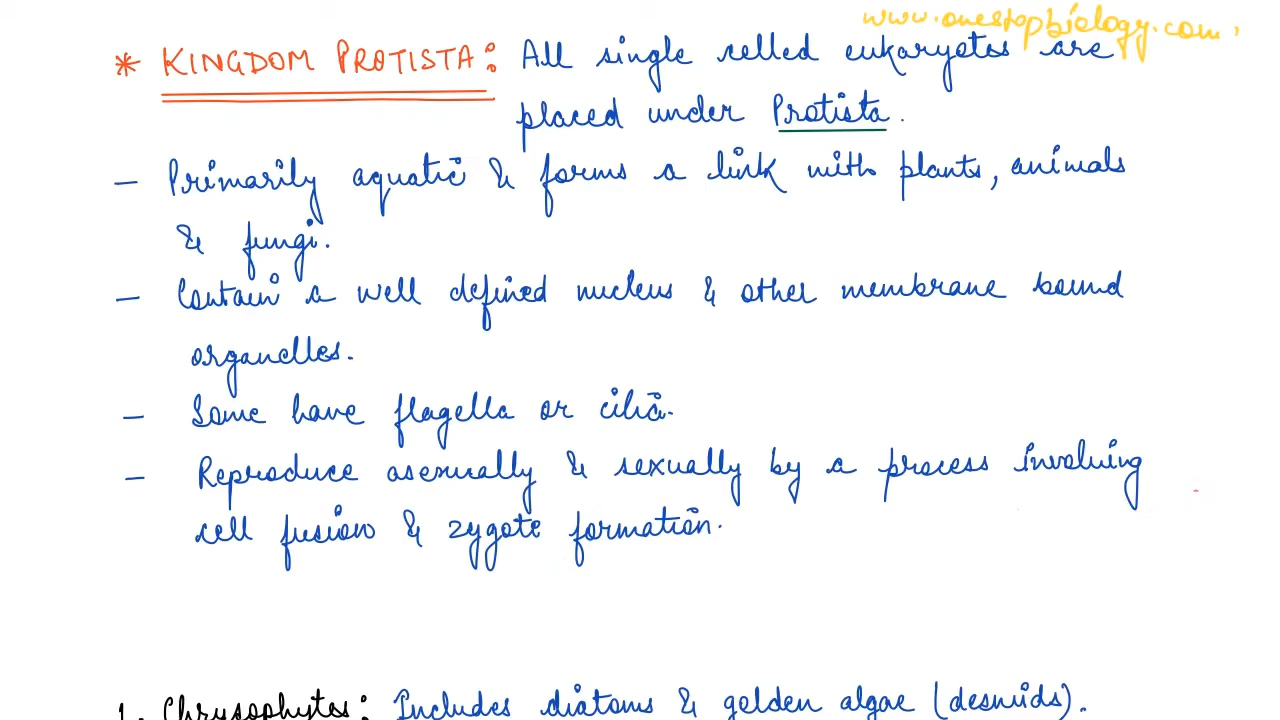 www.onestopbiology.com
* KINGDOM PROTISTA: All single celled eukaryotes are
placed under Protista.
- Primarily aquatic & forms a link with plants, animals
& fungi.
- Contain a well defined nucleus & other membrane bound
organelles.
- Some have flagella or cilia.
- Reproduce asexually & sexually by a process involving
cell fusion & zygote formation.
1. Chrysophytes: Includes diatoms & golden algae (desmids).